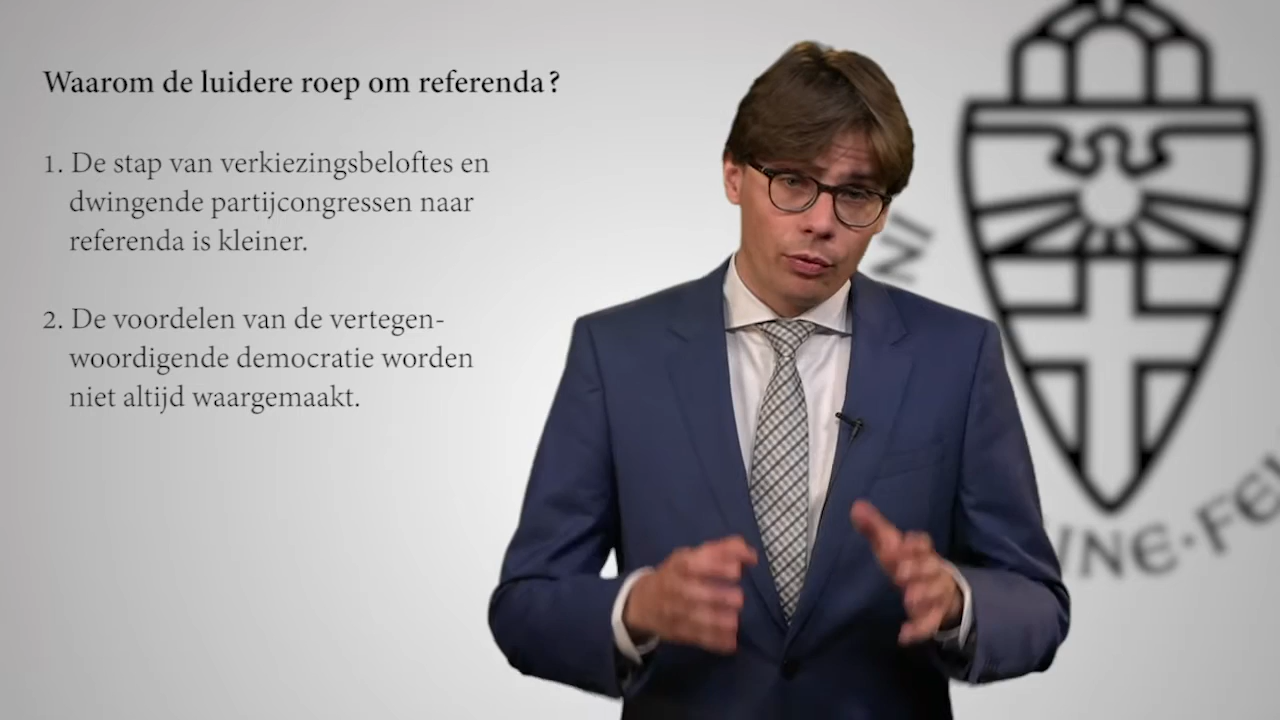 Waarom de luidere roep om referenda?
1. De stap van verkiezingsbeloftes en
dwingende partijcongressen naar
referenda is kleiner.
2. De voordelen van de vertegen-
woordigende democratie worden
niet altijd waargemaakt.